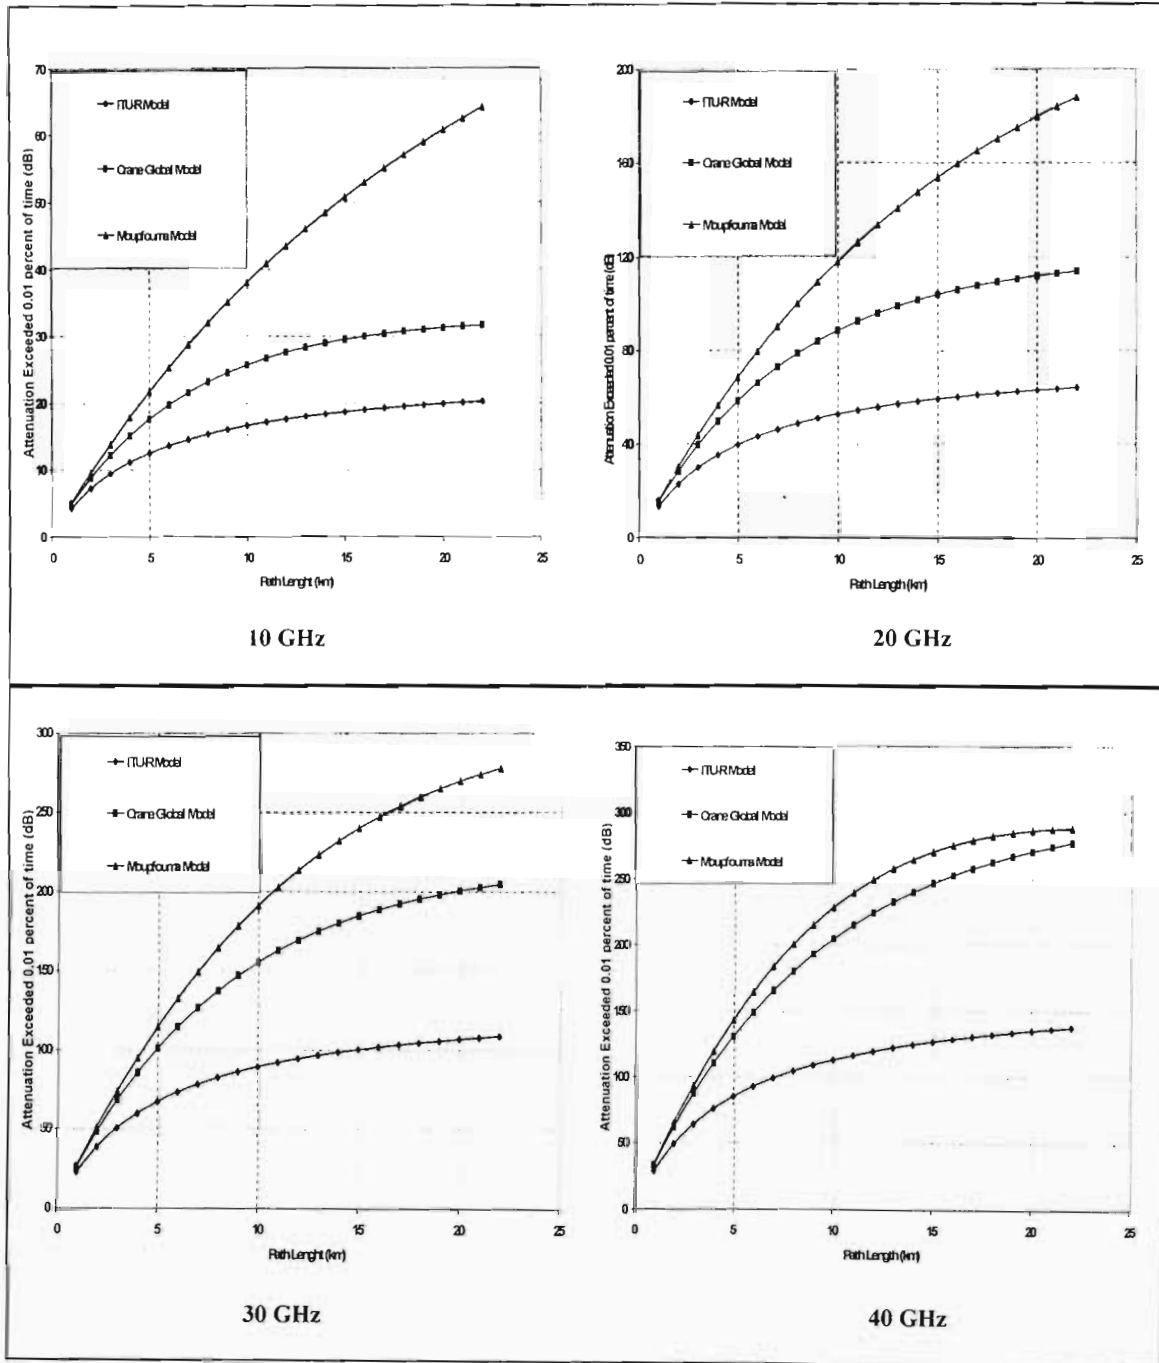 70
60
50
40
30
20
10
0
0 5 10 15 20 25
Attenuation Exceeded 0.01 percent of time (dB)
ITU-R Model
Crane Global Model
Moupfouma Model
Path Lenght (km)
10 GHz
200
160
120
80
40
0
0 5 10 15 20 25
Attenuation Exceeded 0.01 percent of time (dB)
ITU-R Model
Crane Global Model
Moupfouma Model
Path Length (km)
20 GHz
300
250
200
150
100
50
0
0 5 10 15 20 25
Attenuation Exceeded 0.01 percent of time (dB)
ITU-R Model
Crane Global Model
Moupfouma Model
Path Lenght (km)
30 GHz
350
300
250
200
150
100
50
0
0 5 10 15 20 25
Attenuation Exceeded 0.01 percent of time (dB)
ITU-R Model
Crane Global Model
Moupfouma Model
Path Length (km)
40 GHz